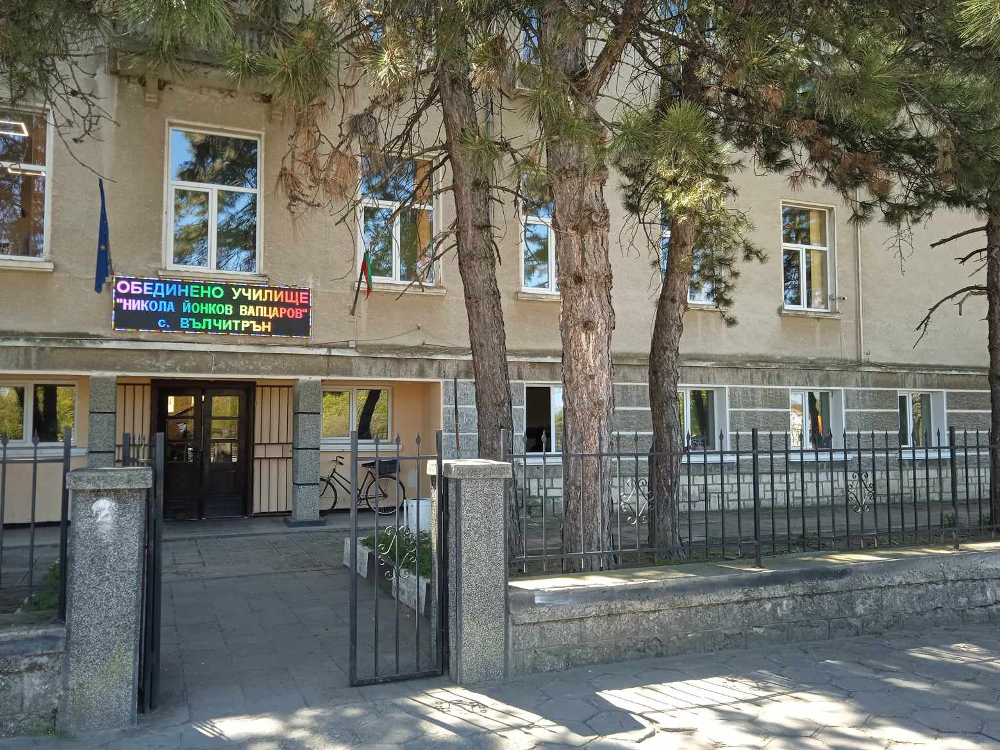 ОБЕДИНЕНО УЧИЛИЩЕ
"НИКОЛА ЙОНКОВ ВАПЦАРОВ"
с. ВЪЛЧИТРЪН